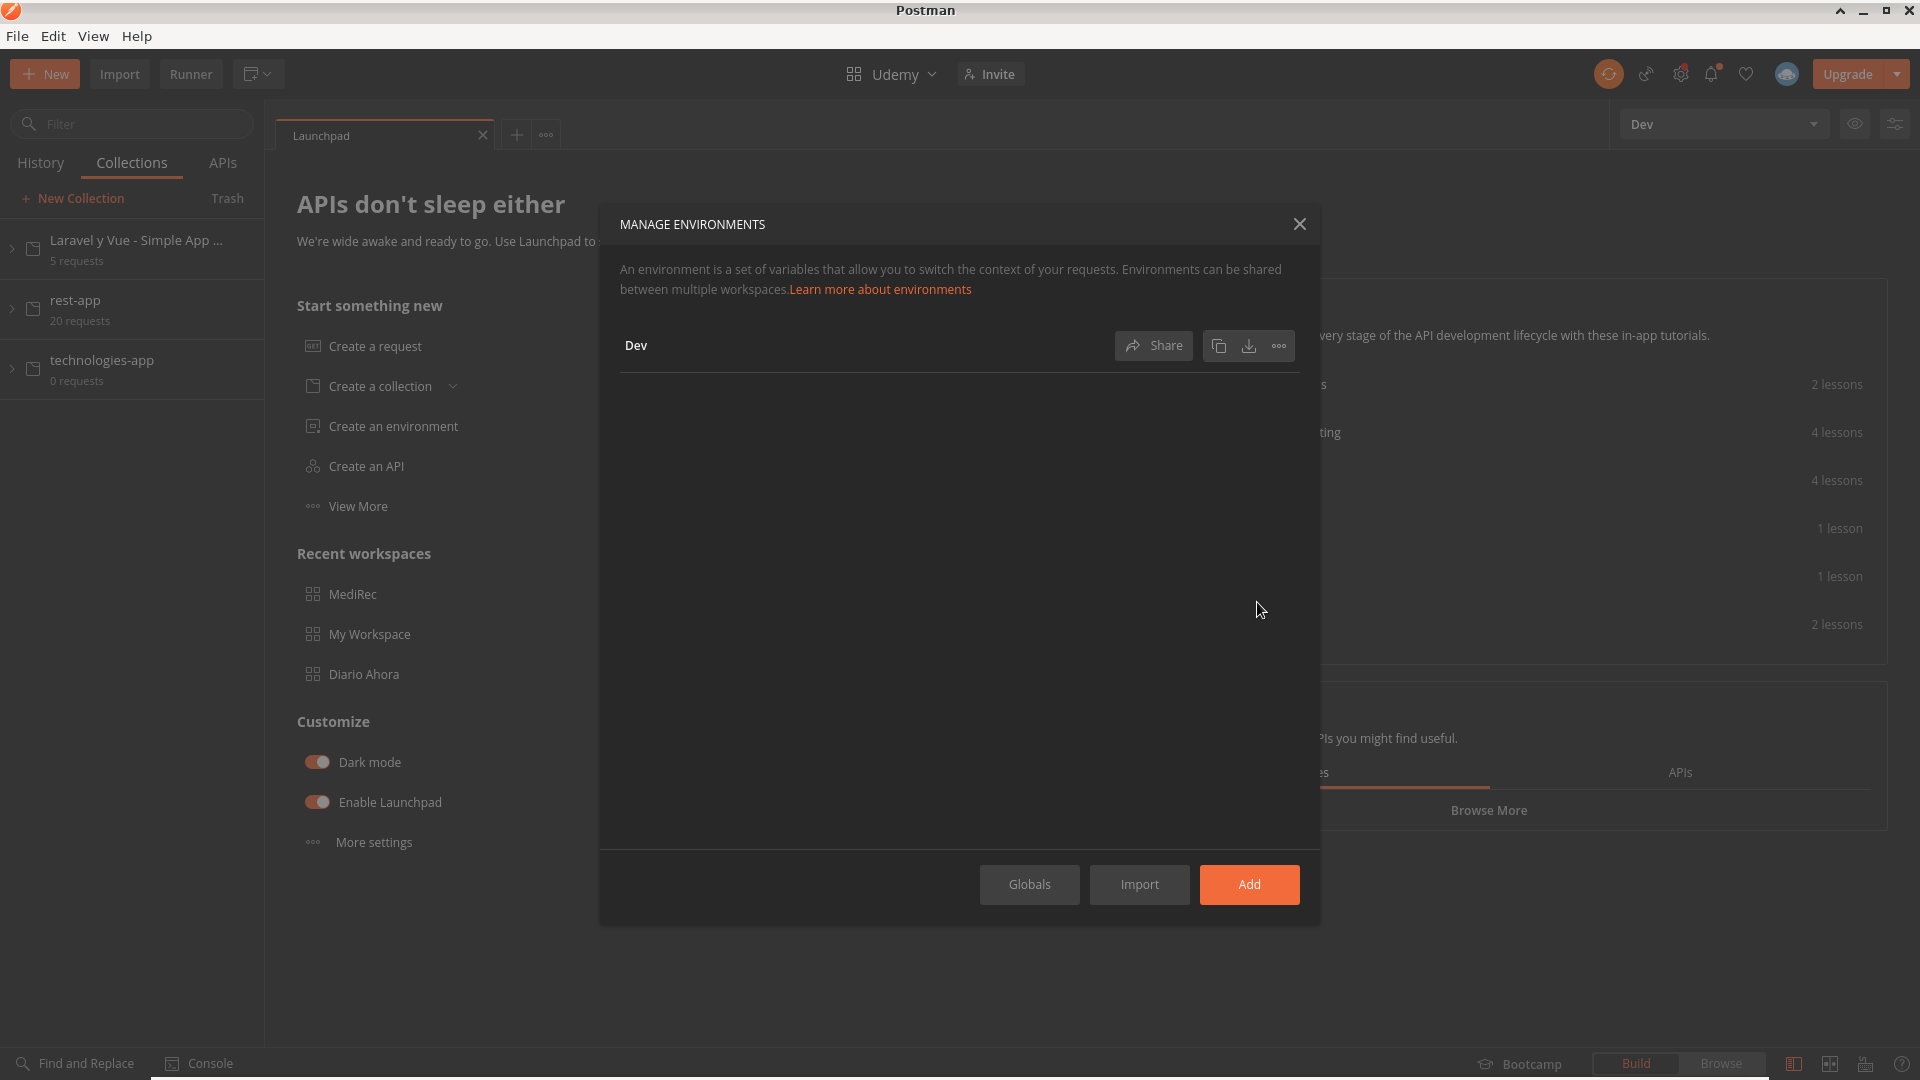 Postman
File Edit View Help
New Import Runner Udemy Invite Upgrade
Filter
Launchpad
Dev
History Collections APIs
New Collection Trash
Laravel y Vue - Simple App ...
5 requests
rest-app
20 requests
technologies-app
0 requests
APIs don't sleep either
We're wide awake and ready to go. Use Launchpad to
Start something new
GET Create a request
Create a collection
Create an environment
Create an API
View More
Recent workspaces
MediRec
My Workspace
Diario Ahora
Customize
Dark mode
Enable Launchpad
More settings
MANAGE ENVIRONMENTS
An environment is a set of variables that allow you to switch the context of your requests. Environments can be shared
between multiple workspaces.Learn more about environments
Dev Share
Globals Import Add
very stage of the API development lifecycle with these in-app tutorials.
s 2 lessons
ting 4 lessons
4 lessons
1 lesson
1 lesson
2 lessons
PIs you might find useful.
es APIs
Browse More
Find and Replace Console Bootcamp Build Browse